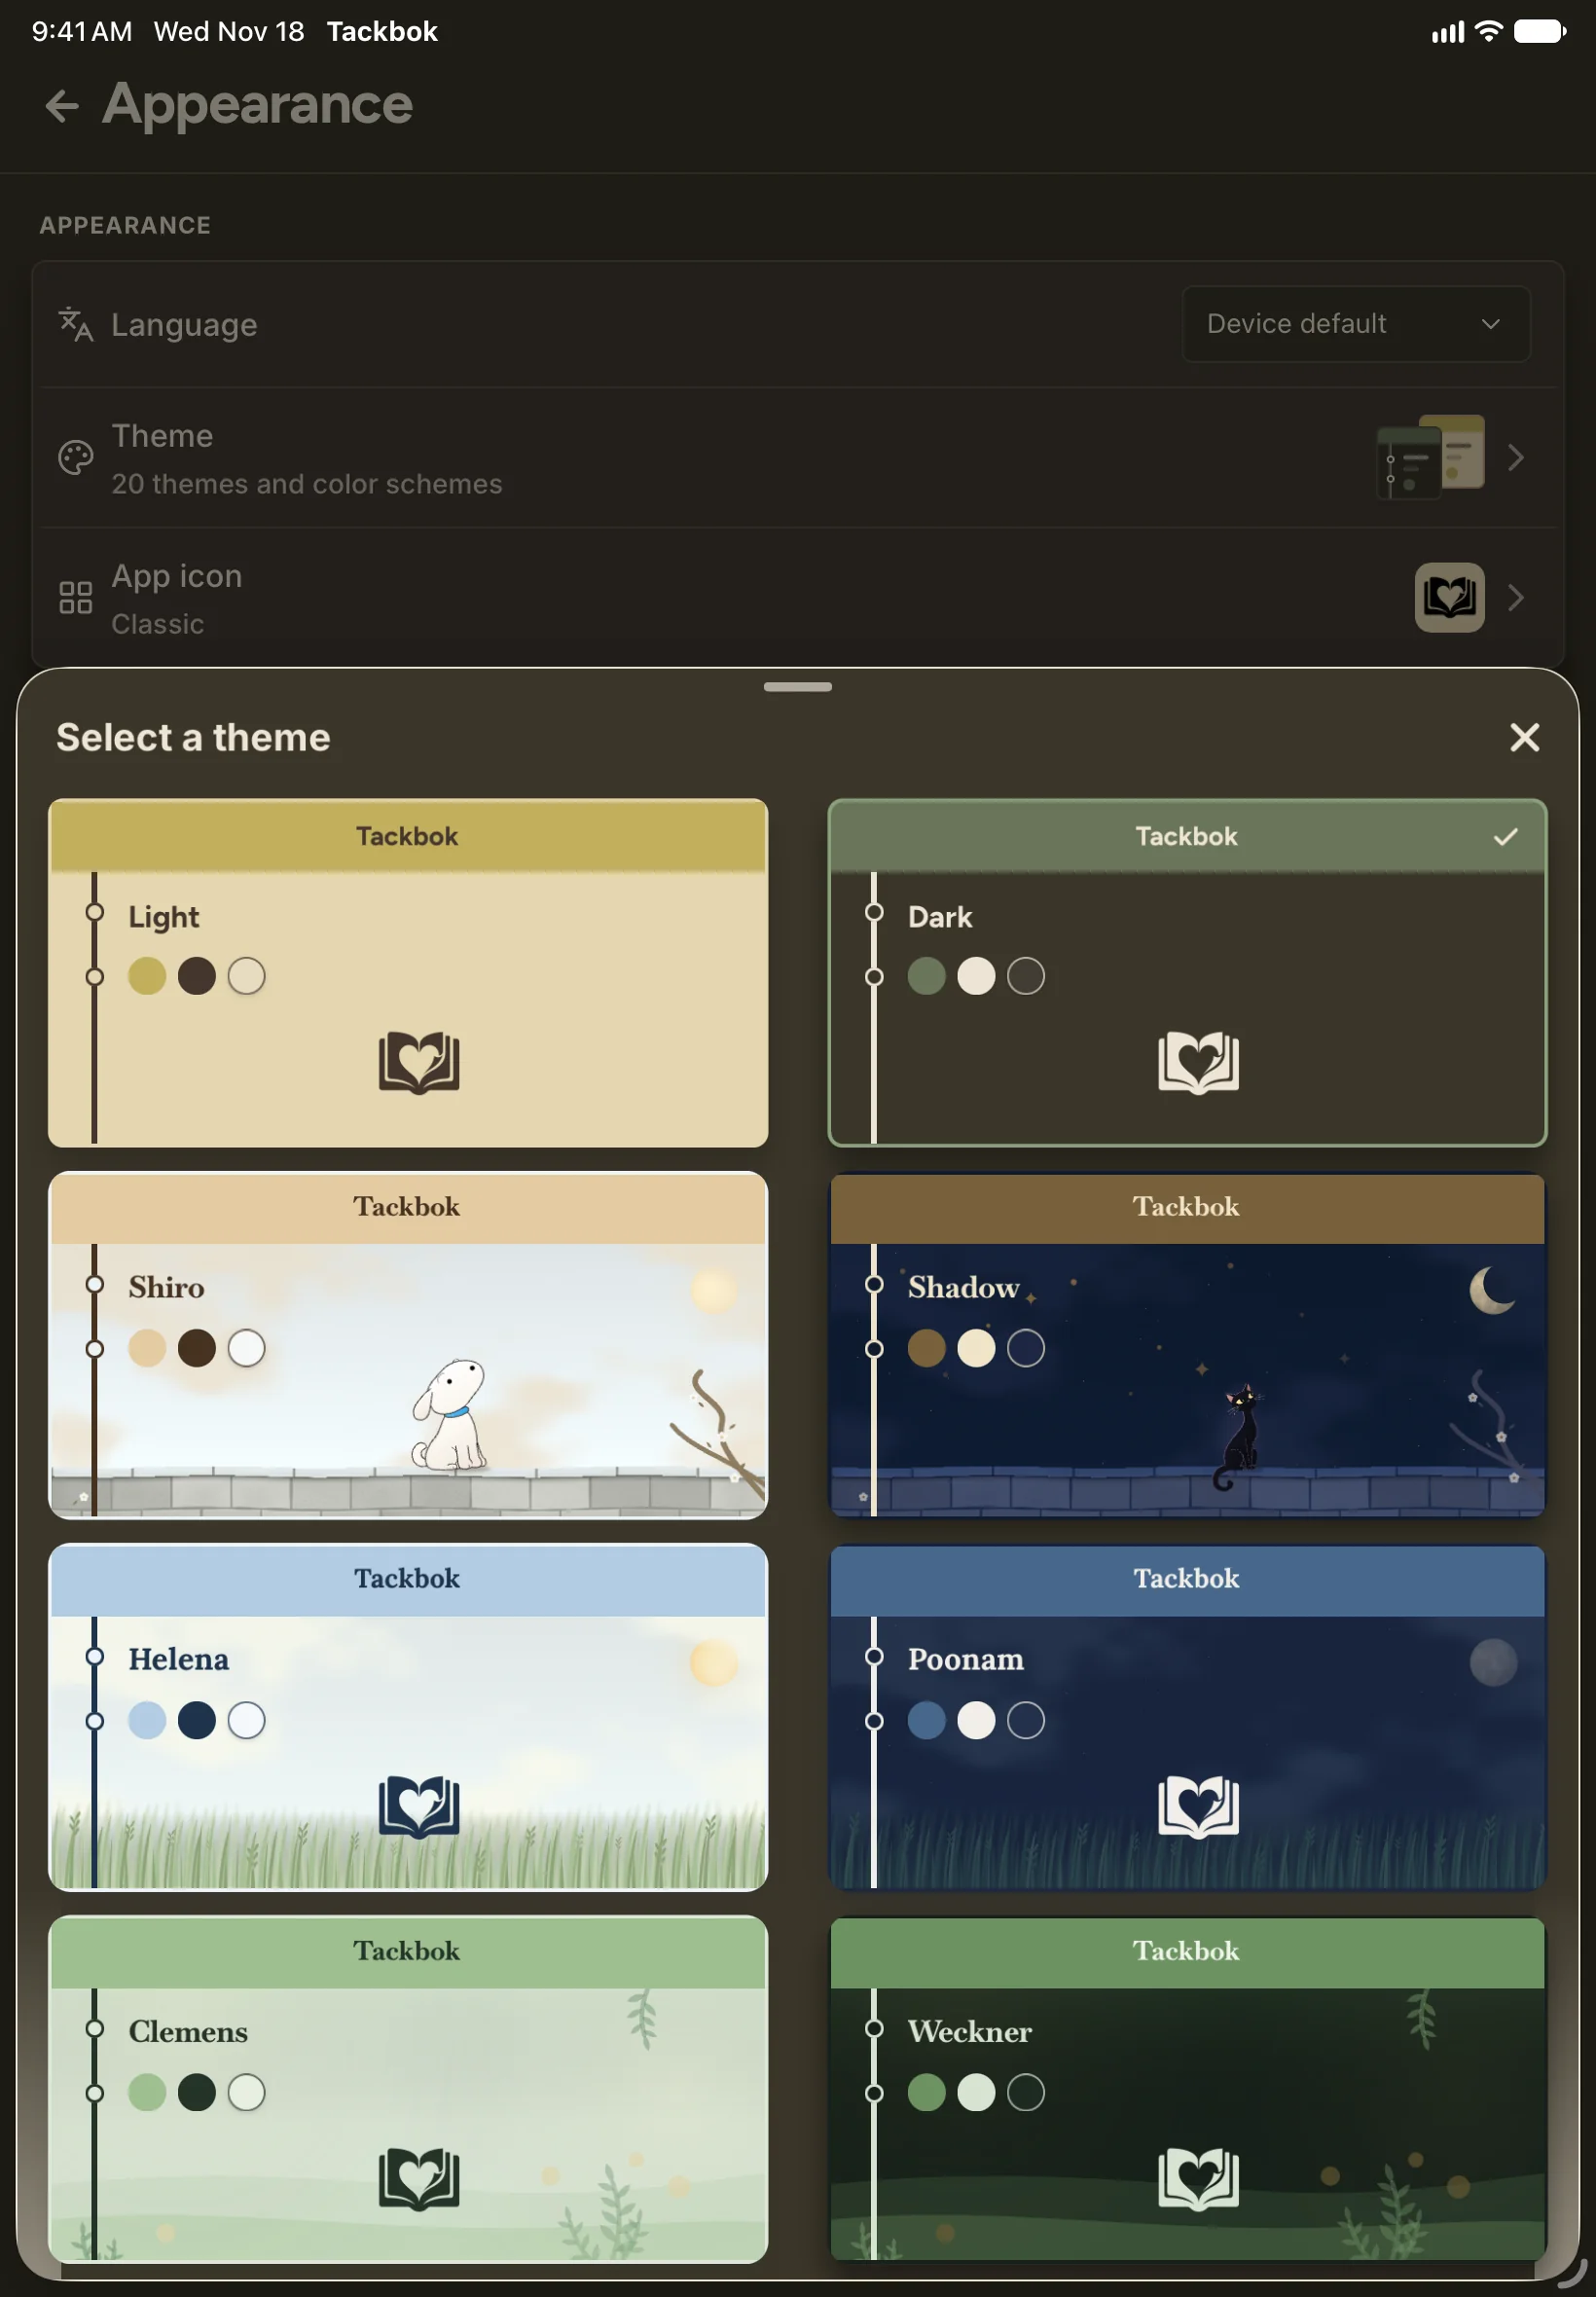 9:41 AM Wed Nov 18 Tackbok
Appearance
APPEARANCE
Language
Device default
Theme
20 themes and color schemes
App icon
Classic
Select a theme
Tackbok
Light
Tackbok
Dark
Tackbok
Shiro
Tackbok
Shadow
Tackbok
Helena
Tackbok
Poonam
Tackbok
Clemens
Tackbok
Weckner